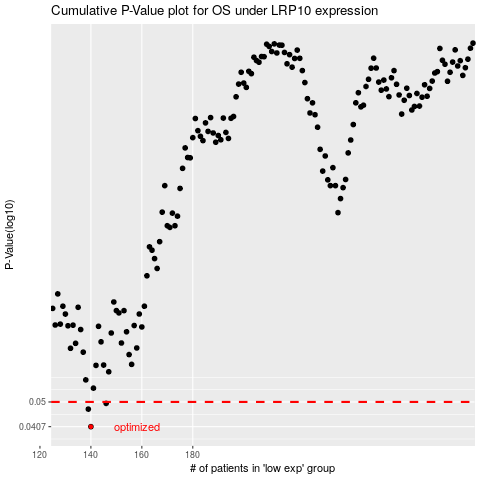 Cumulative P-Value plot for OS under LRP10 expression
P-Value(log10)
0.05
0.0407
optimized
120 140 160 180
# of patients in 'low exp' group